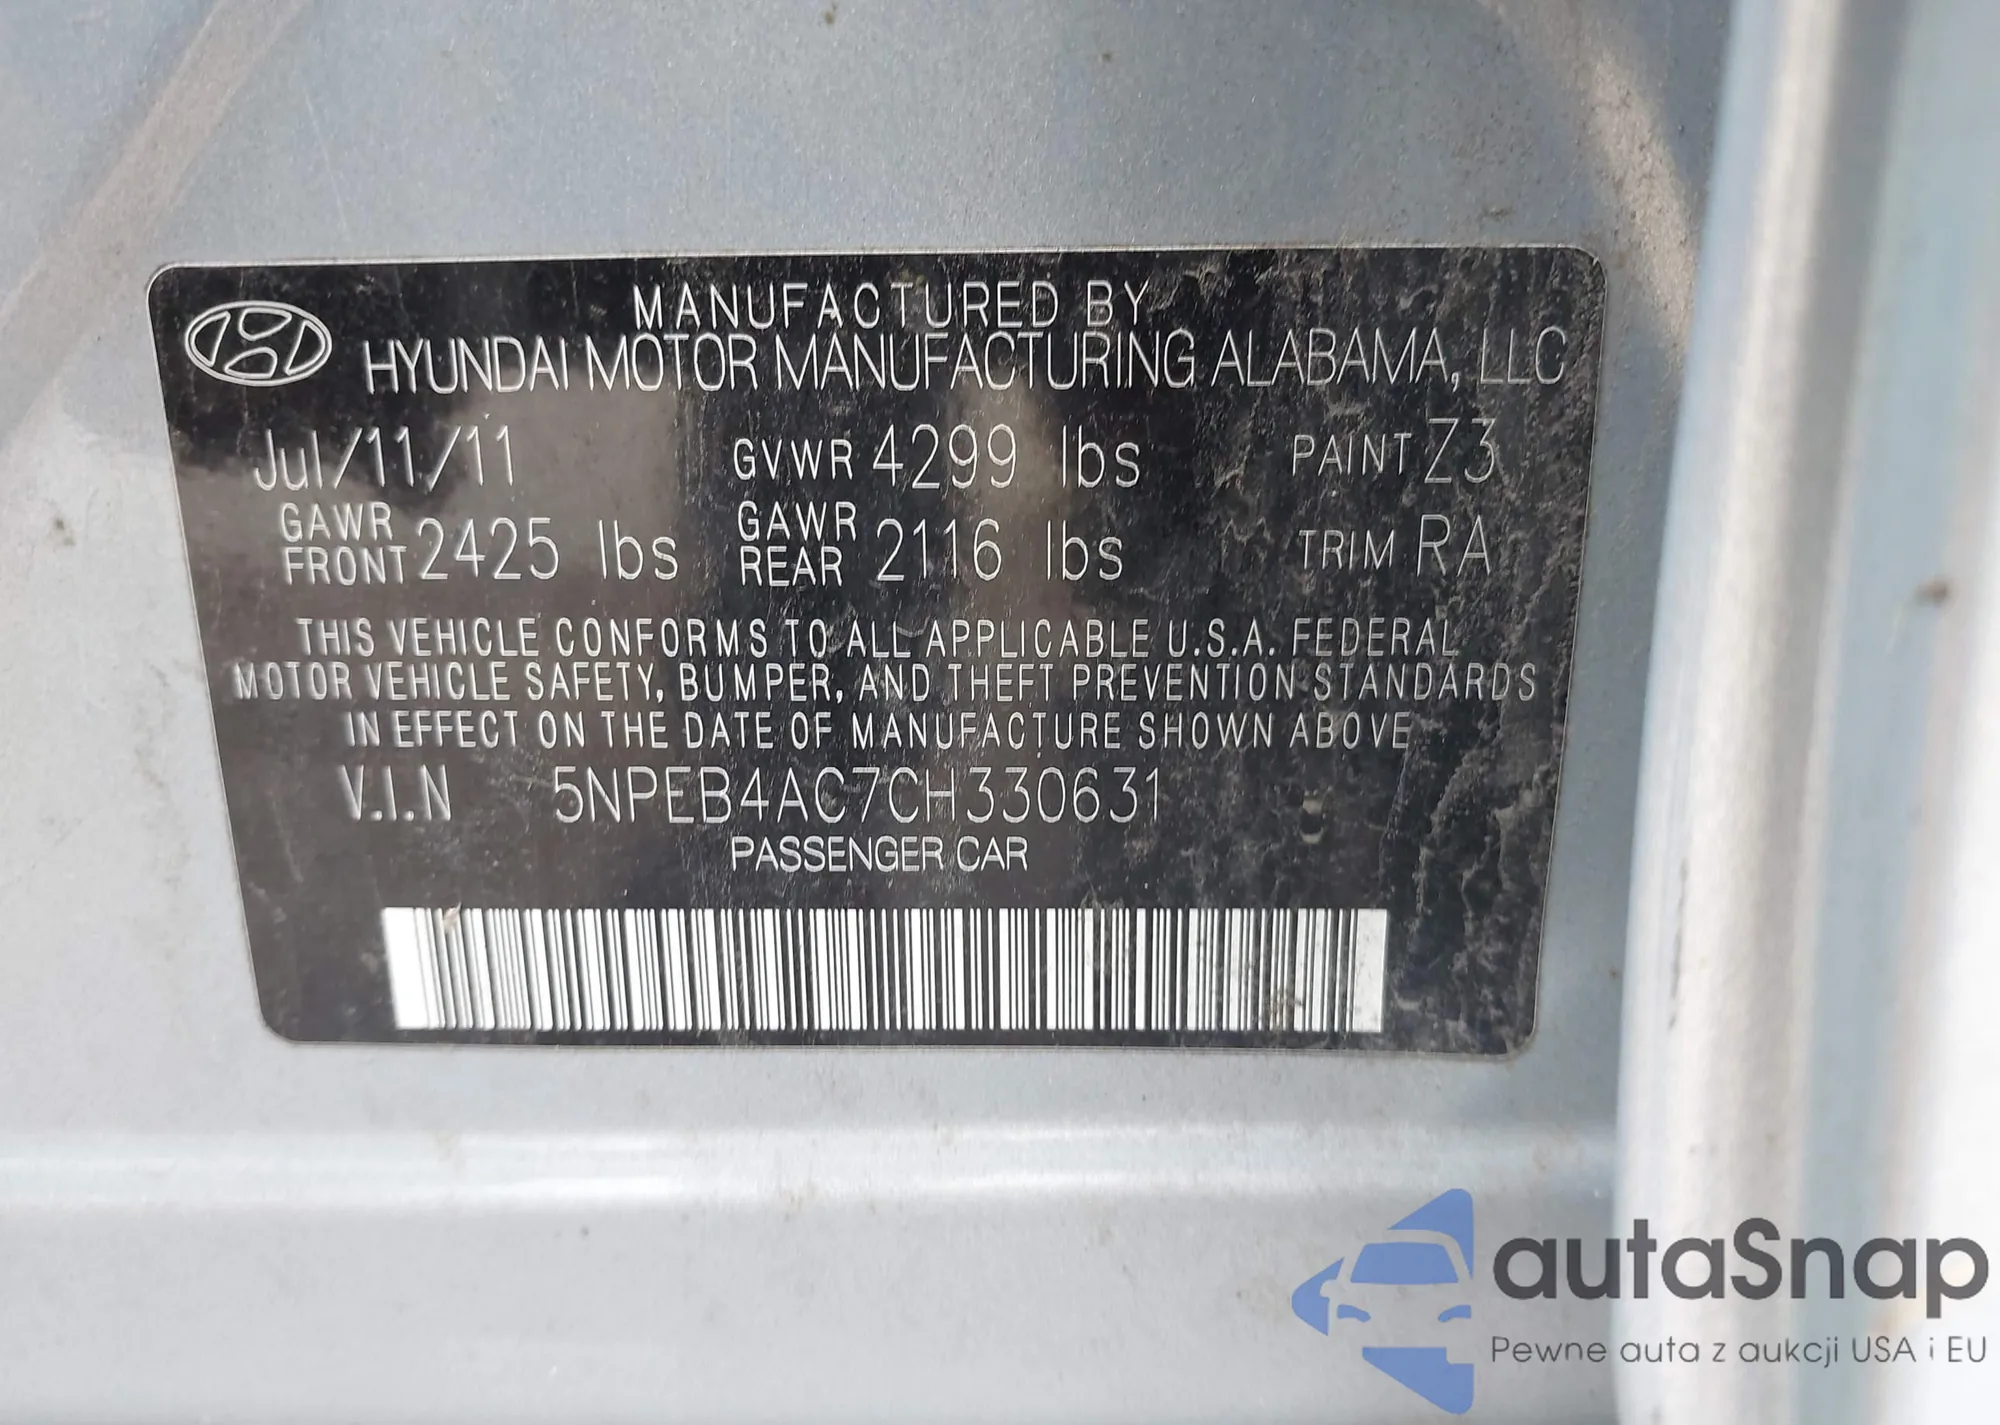 MANUFACTURED BY
HYUNDAI MOTOR MANUFACTURING ALABAMA, LLC
Jul/11/11 GVWR 4299 lbs PAINT Z3
GAWR FRONT 2425 lbs GAWR REAR 2116 lbs TRIM RA
THIS VEHICLE CONFORMS TO ALL APPLICABLE U.S.A. FEDERAL
MOTOR VEHICLE SAFETY, BUMPER, AND THEFT PREVENTION STANDARDS
IN EFFECT ON THE DATE OF MANUFACTURE SHOWN ABOVE
V.I.N 5NPEB4AC7CH330631
PASSENGER CAR
autaSnap
Pewne auta z aukcji USA i EU